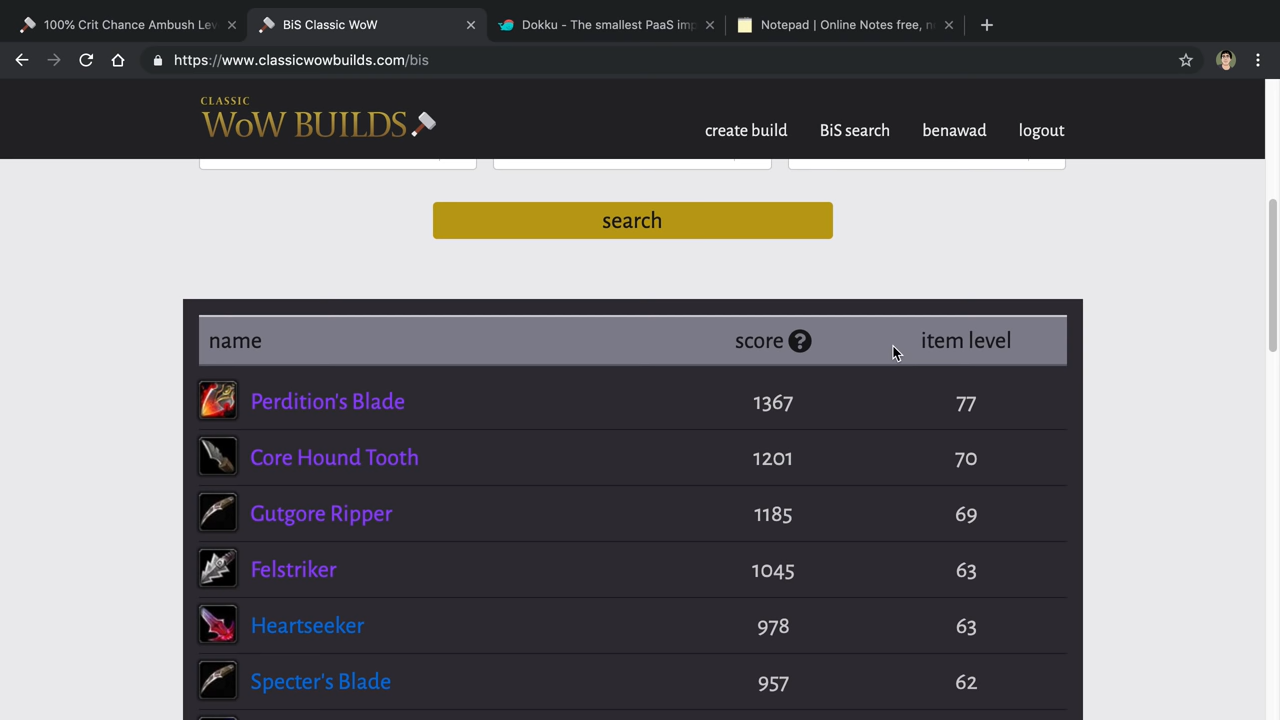 100% Crit Chance Ambush Lev
BiS Classic WoW
Dokku - The smallest PaaS imp
Notepad | Online Notes free, n
https://www.classicwowbuilds.com/bis
CLASSIC
WoW BUILDS
create build
BiS search
benawad
logout
search
name score ? item level
Perdition's Blade 1367 77
Core Hound Tooth 1201 70
Gutgore Ripper 1185 69
Felstriker 1045 63
Heartseeker 978 63
Specter's Blade 957 62